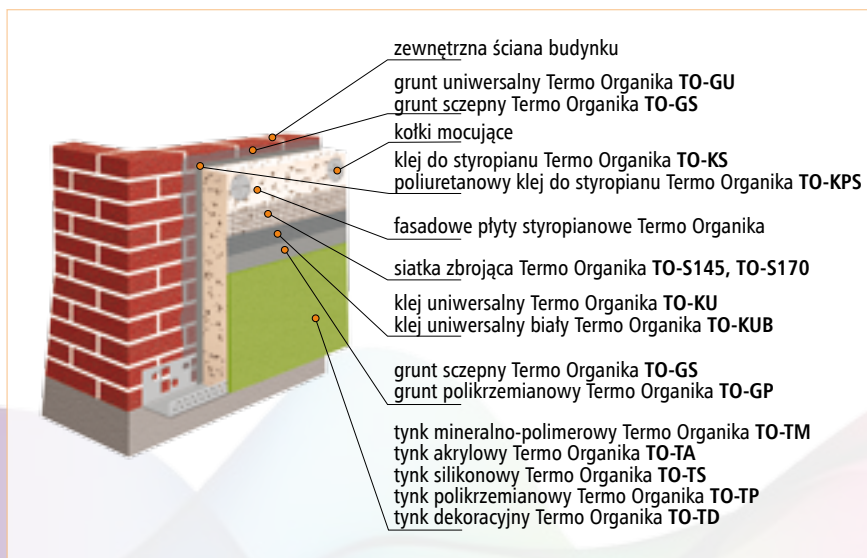 zewnętrzna ściana budynku
grunt uniwersalny Termo Organika TO-GU
grunt sczepny Termo Organika TO-GS
kołki mocujące
klej do styropianu Termo Organika TO-KS
poliuretanowy klej do styropianu Termo Organika TO-KPS
fasadowe płyty styropianowe Termo Organika
siatka zbrojąca Termo Organika TO-S145, TO-S170
klej uniwersalny Termo Organika TO-KU
klej uniwersalny biały Termo Organika TO-KUB
grunt sczepny Termo Organika TO-GS
grunt polikrzemianowy Termo Organika TO-GP
tynk mineralno-polimerowy Termo Organika TO-TM
tynk akrylowy Termo Organika TO-TA
tynk silikonowy Termo Organika TO-TS
tynk polikrzemianowy Termo Organika TO-TP
tynk dekoracyjny Termo Organika TO-TD